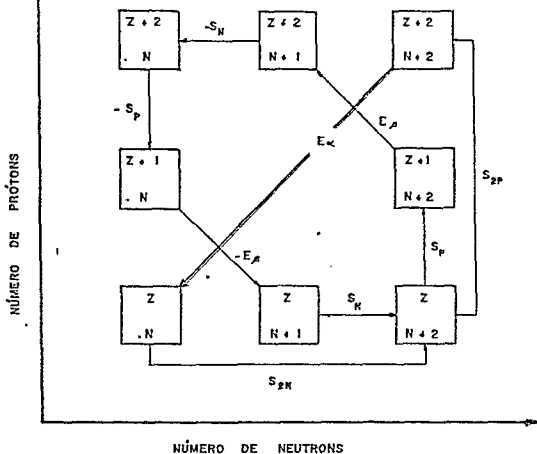 Z + 2
N
-S_N
Z + 2
N + 1
Z + 2
N + 2
- S_P
E_β
Eα
Z + 1
N
Z + 1
N + 2
S_2P
-E_β
S_P
Z
N
Z
N + 1
S_N
Z
N + 2
S_2N
NÚMERO DE PRÓTONS
NÚMERO DE NEUTRONS